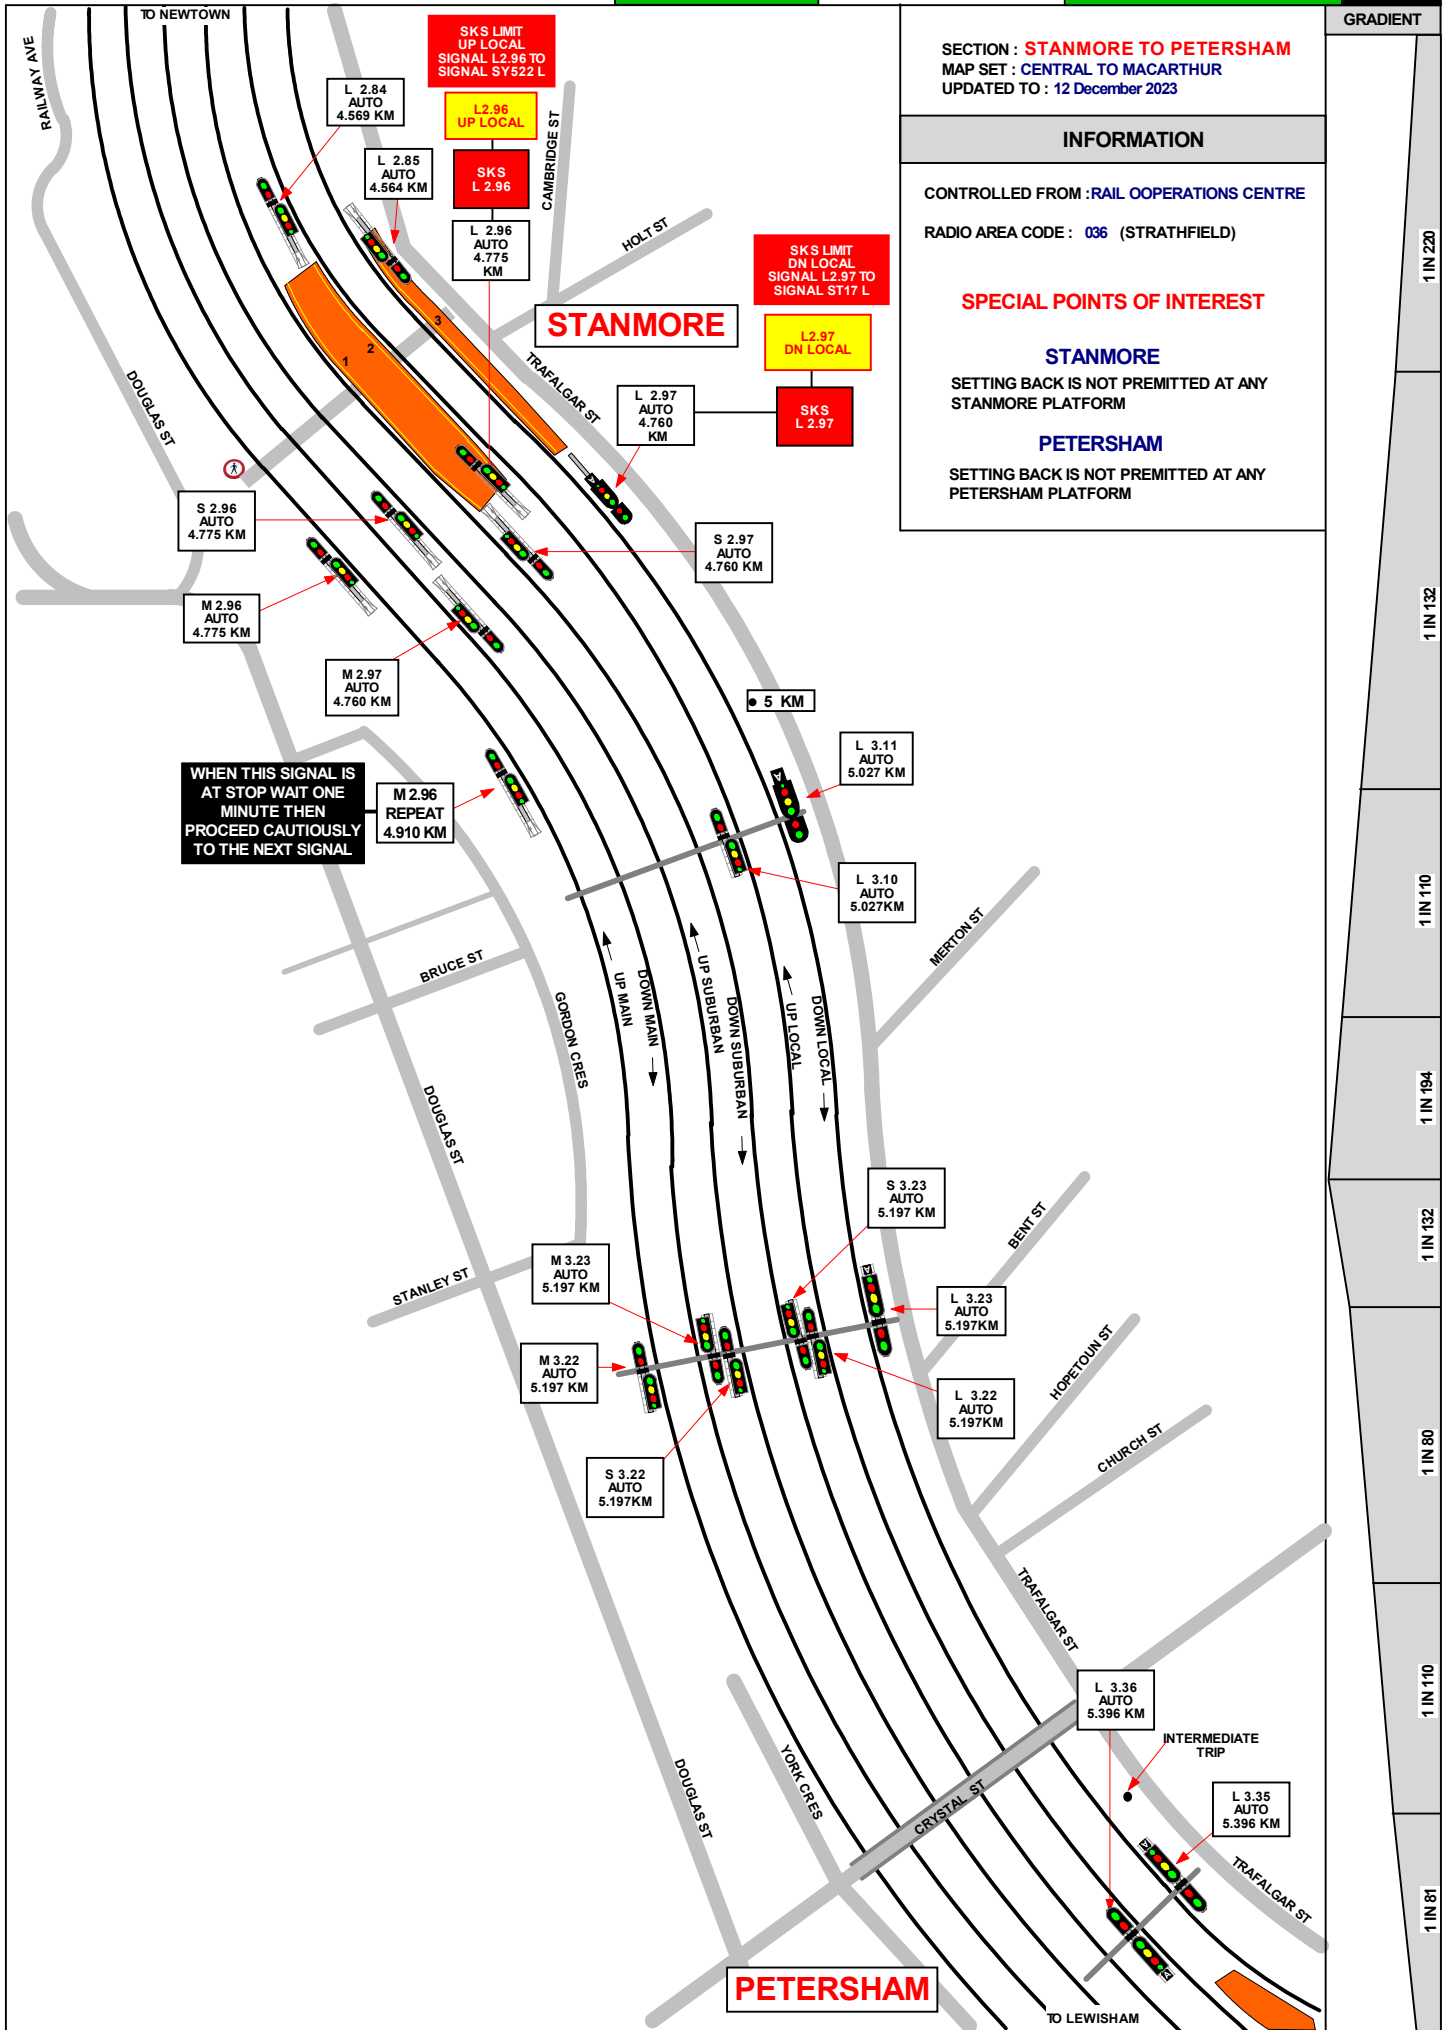 TO NEWTOWN
RAILWAY AVE
SKS LIMIT
UP LOCAL
SIGNAL L2.96 TO
SIGNAL SY522 L
L2.96
UP LOCAL
SKS
L 2.96
L 2.96
AUTO
4.775
KM
L 2.84
AUTO
4.569 KM
L 2.85
AUTO
4.564 KM
CAMBRIDGE ST
HOLT ST
SECTION : STANMORE TO PETERSHAM
MAP SET : CENTRAL TO MACARTHUR
UPDATED TO : 12 December 2023
INFORMATION
CONTROLLED FROM :RAIL OOPERATIONS CENTRE
RADIO AREA CODE : 036 (STRATHFIELD)
SPECIAL POINTS OF INTEREST
STANMORE
SETTING BACK IS NOT PREMITTED AT ANY
STANMORE PLATFORM
PETERSHAM
SETTING BACK IS NOT PREMITTED AT ANY
PETERSHAM PLATFORM
GRADIENT
1 IN 220
1 IN 132
1 IN 110
1 IN 194
1 IN 132
1 IN 80
1 IN 110
1 IN 81
SKS LIMIT
DN LOCAL
SIGNAL L2.97 TO
SIGNAL ST17 L
L2.97
DN LOCAL
SKS
L 2.97
STANMORE
1
2
3
DOUGLAS ST
TRAFALGAR ST
L 2.97
AUTO
4.760
KM
S 2.96
AUTO
4.775 KM
S 2.97
AUTO
4.760 KM
M 2.96
AUTO
4.775 KM
M 2.97
AUTO
4.760 KM
5 KM
WHEN THIS SIGNAL IS
AT STOP WAIT ONE
MINUTE THEN
PROCEED CAUTIOUSLY
TO THE NEXT SIGNAL
M 2.96
REPEAT
4.910 KM
A
L 3.11
AUTO
5.027 KM
L 3.10
AUTO
5.027KM
MERTON ST
BRUCE ST
GORDON CRES
UP MAIN
DOWN MAIN
UP SUBURBAN
DOWN SUBURBAN
UP LOCAL
DOWN LOCAL
DOUGLAS ST
STANLEY ST
S 3.23
AUTO
5.197 KM
BENT ST
M 3.23
AUTO
5.197 KM
A
L 3.23
AUTO
5.197KM
M 3.22
AUTO
5.197 KM
L 3.22
AUTO
5.197KM
HOPETOUN ST
CHURCH ST
S 3.22
AUTO
5.197KM
TRAFALGAR ST
L 3.36
AUTO
5.396 KM
INTERMEDIATE
TRIP
L 3.35
AUTO
5.396 KM
YORK CRES
DOUGLAS ST
CRYSTAL ST
A
TRAFALGAR ST
A
PETERSHAM
TO LEWISHAM